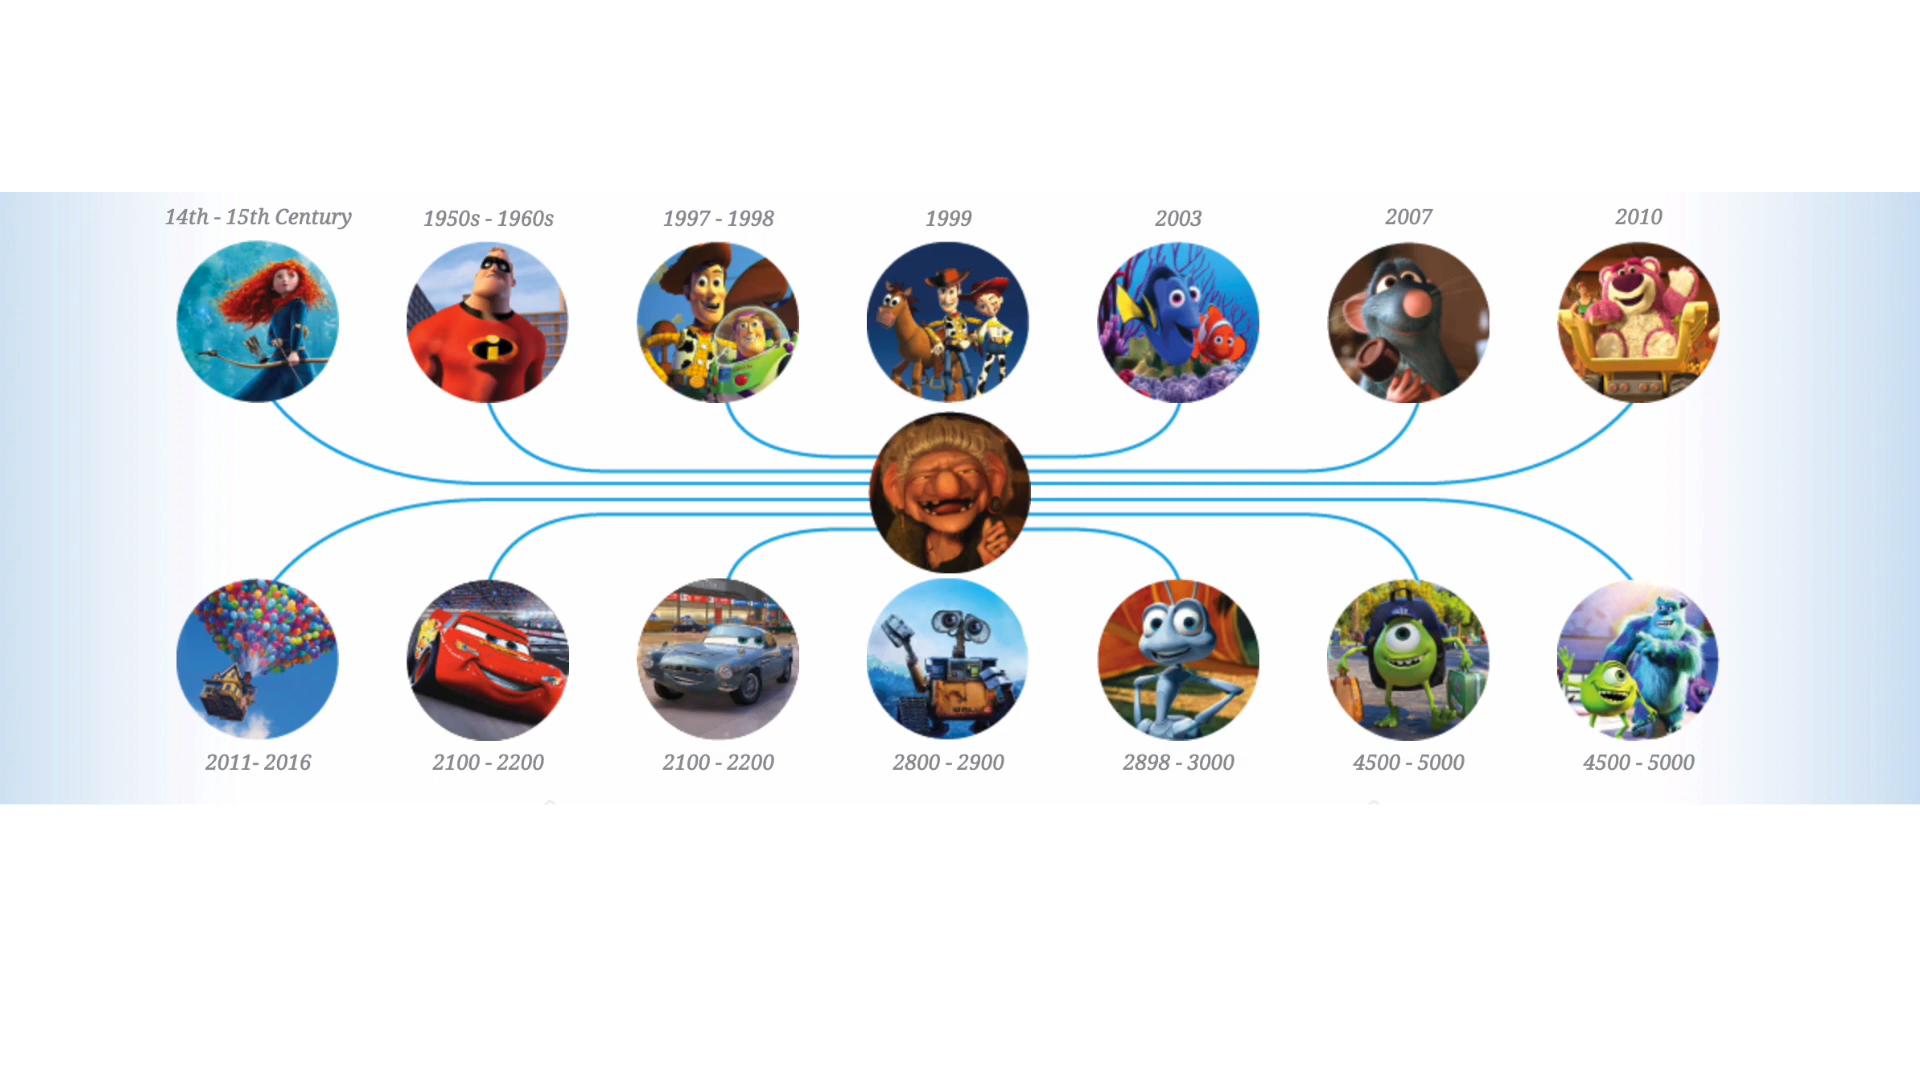 14th - 15th Century
1950s - 1960s
1997 - 1998
1999
2003
2007
2010
2011- 2016
2100 - 2200
2100 - 2200
2800 - 2900
2898 - 3000
4500 - 5000
4500 - 5000